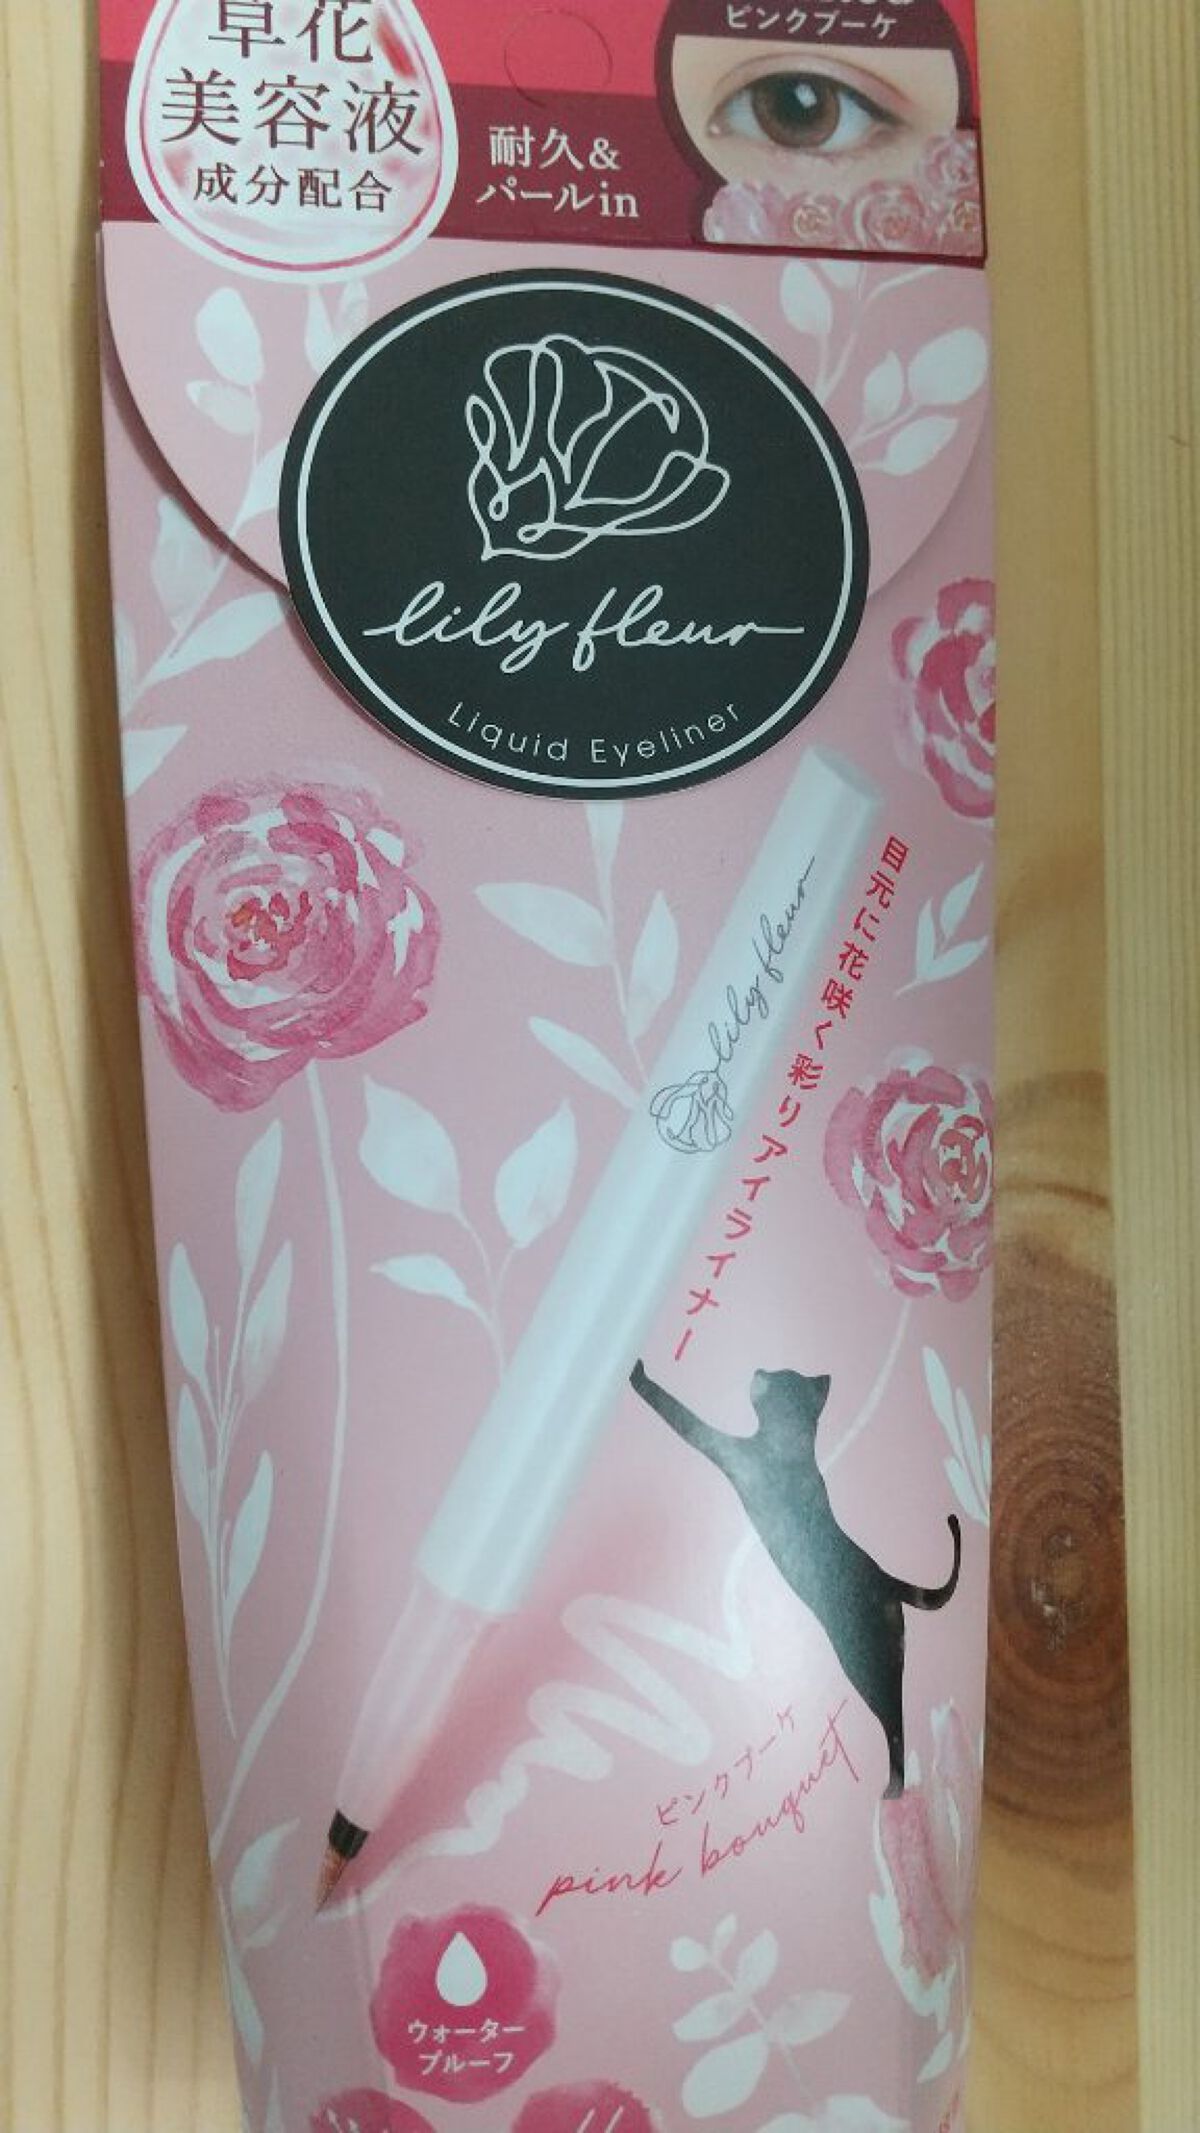 草花
美容液
成分配合
耐久&
パールin
ピンクブーケ
lily fleur
Liquid Eyeliner
lily fleur
目元に花咲く彩りアイライナー
ピンクブーケ
pink bouquet
ウォーター
プルーフ